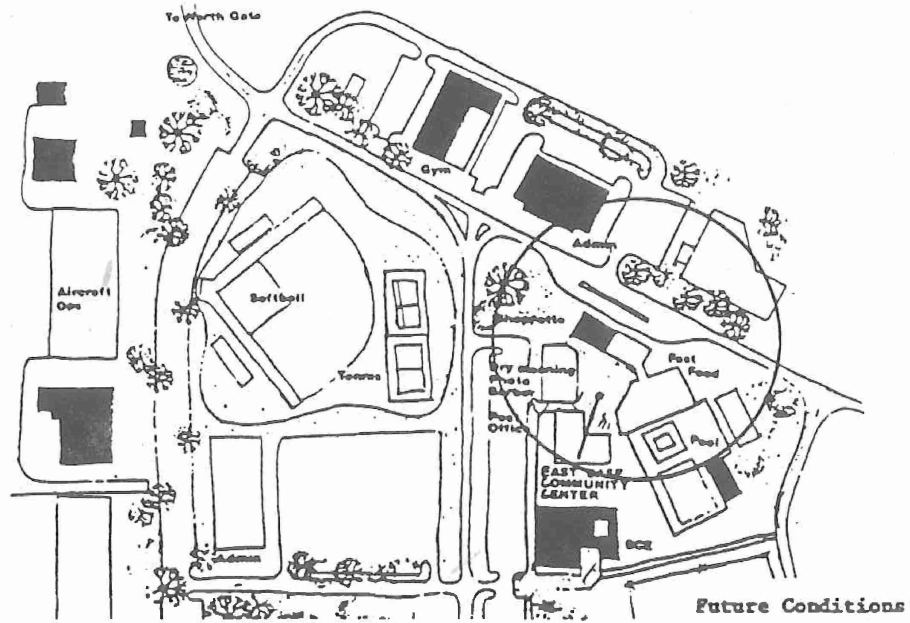 To North Gate
Gym
Admin
Aircraft
Ops
Softball
Shoppette
Fast
Food
Tennis
Dry Cleaning
Photo
Barber
Post
Office
Pool
EAST BASE
COMMUNITY
CENTER
Admin
Future Conditions